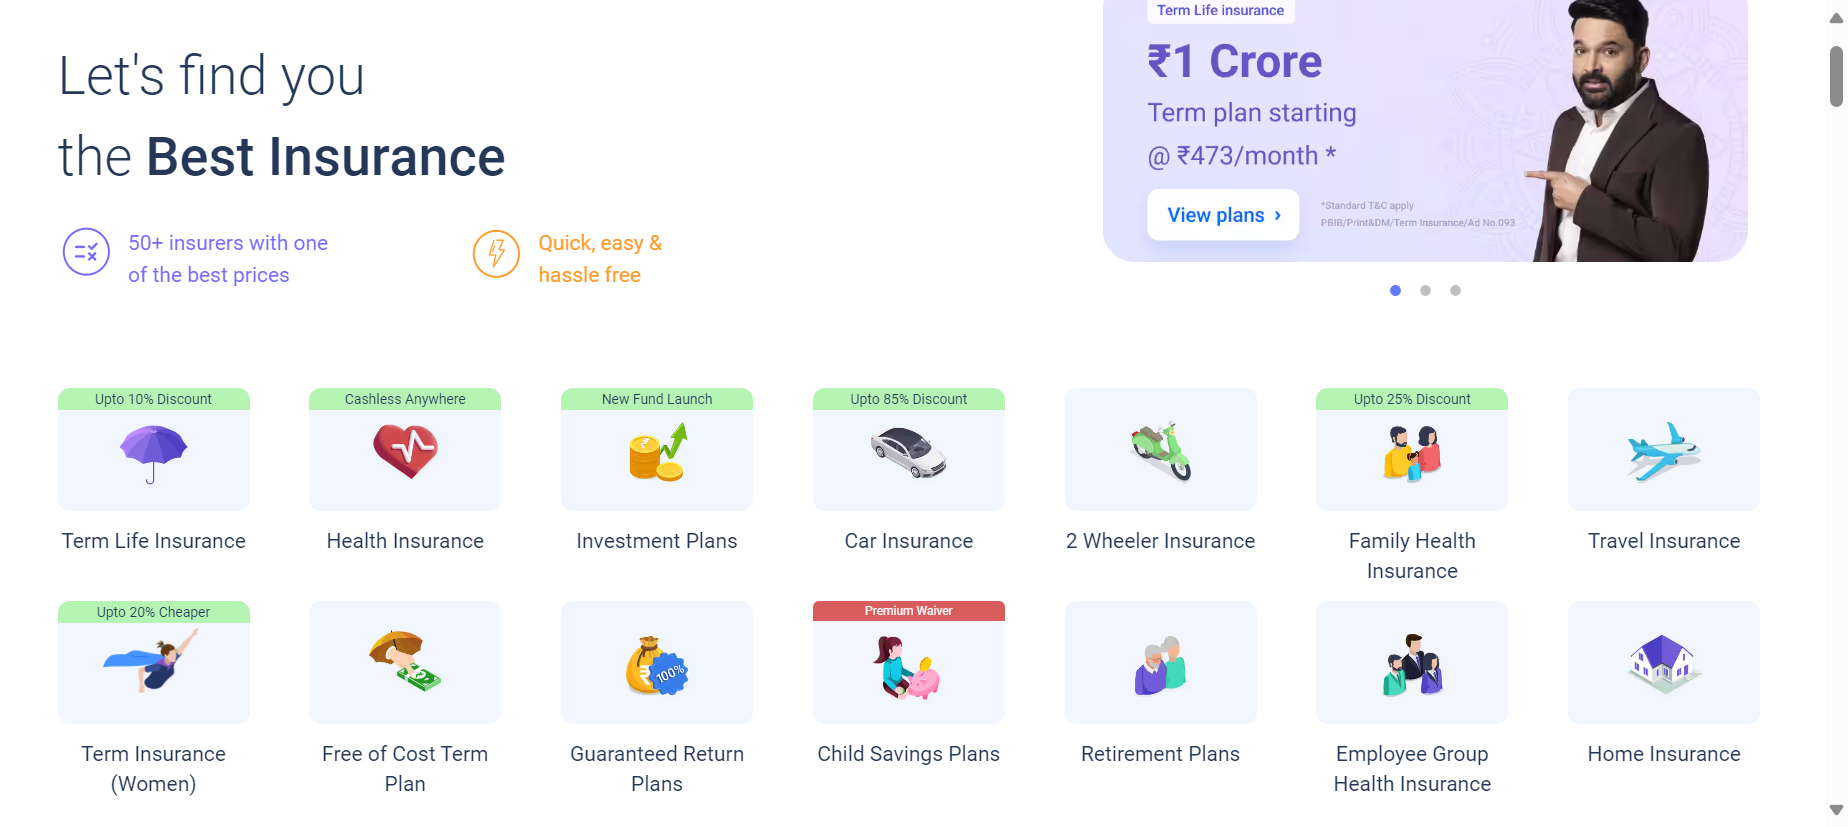 Let's find you
the Best Insurance
50+ insurers with one
of the best prices
Quick, easy &
hassle free
Term Life insurance
₹1 Crore
Term plan starting
@ ₹473/month *
View plans ›
*Standard T&C apply
PBIB/Print&DM/Term Insurance/Ad No.093
Upto 10% Discount
Term Life Insurance
Cashless Anywhere
Health Insurance
New Fund Launch
₹
Investment Plans
Upto 85% Discount
Car Insurance
2 Wheeler Insurance
Upto 25% Discount
Family Health
Insurance
Travel Insurance
Upto 20% Cheaper
Term Insurance
(Women)
Free of Cost Term
Plan
₹
100%
Guaranteed Return
Plans
Premium Waiver
Child Savings Plans
Retirement Plans
Employee Group
Health Insurance
Home Insurance